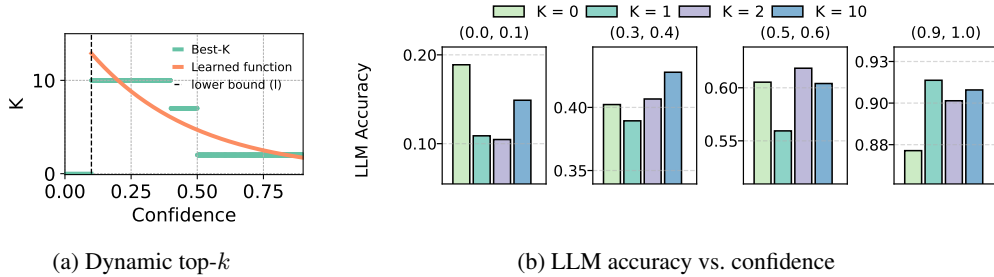 K
10
0
0.00
0.25
0.50
0.75
Confidence
Best-K
Learned function
lower bound (l)
(a) Dynamic top-k
K = 0
K = 1
K = 2
K = 10
LLM Accuracy
(0.0, 0.1)
0.20
0.10
(0.3, 0.4)
0.40
0.35
(0.5, 0.6)
0.60
0.55
(0.9, 1.0)
0.93
0.90
0.88
(b) LLM accuracy vs. confidence